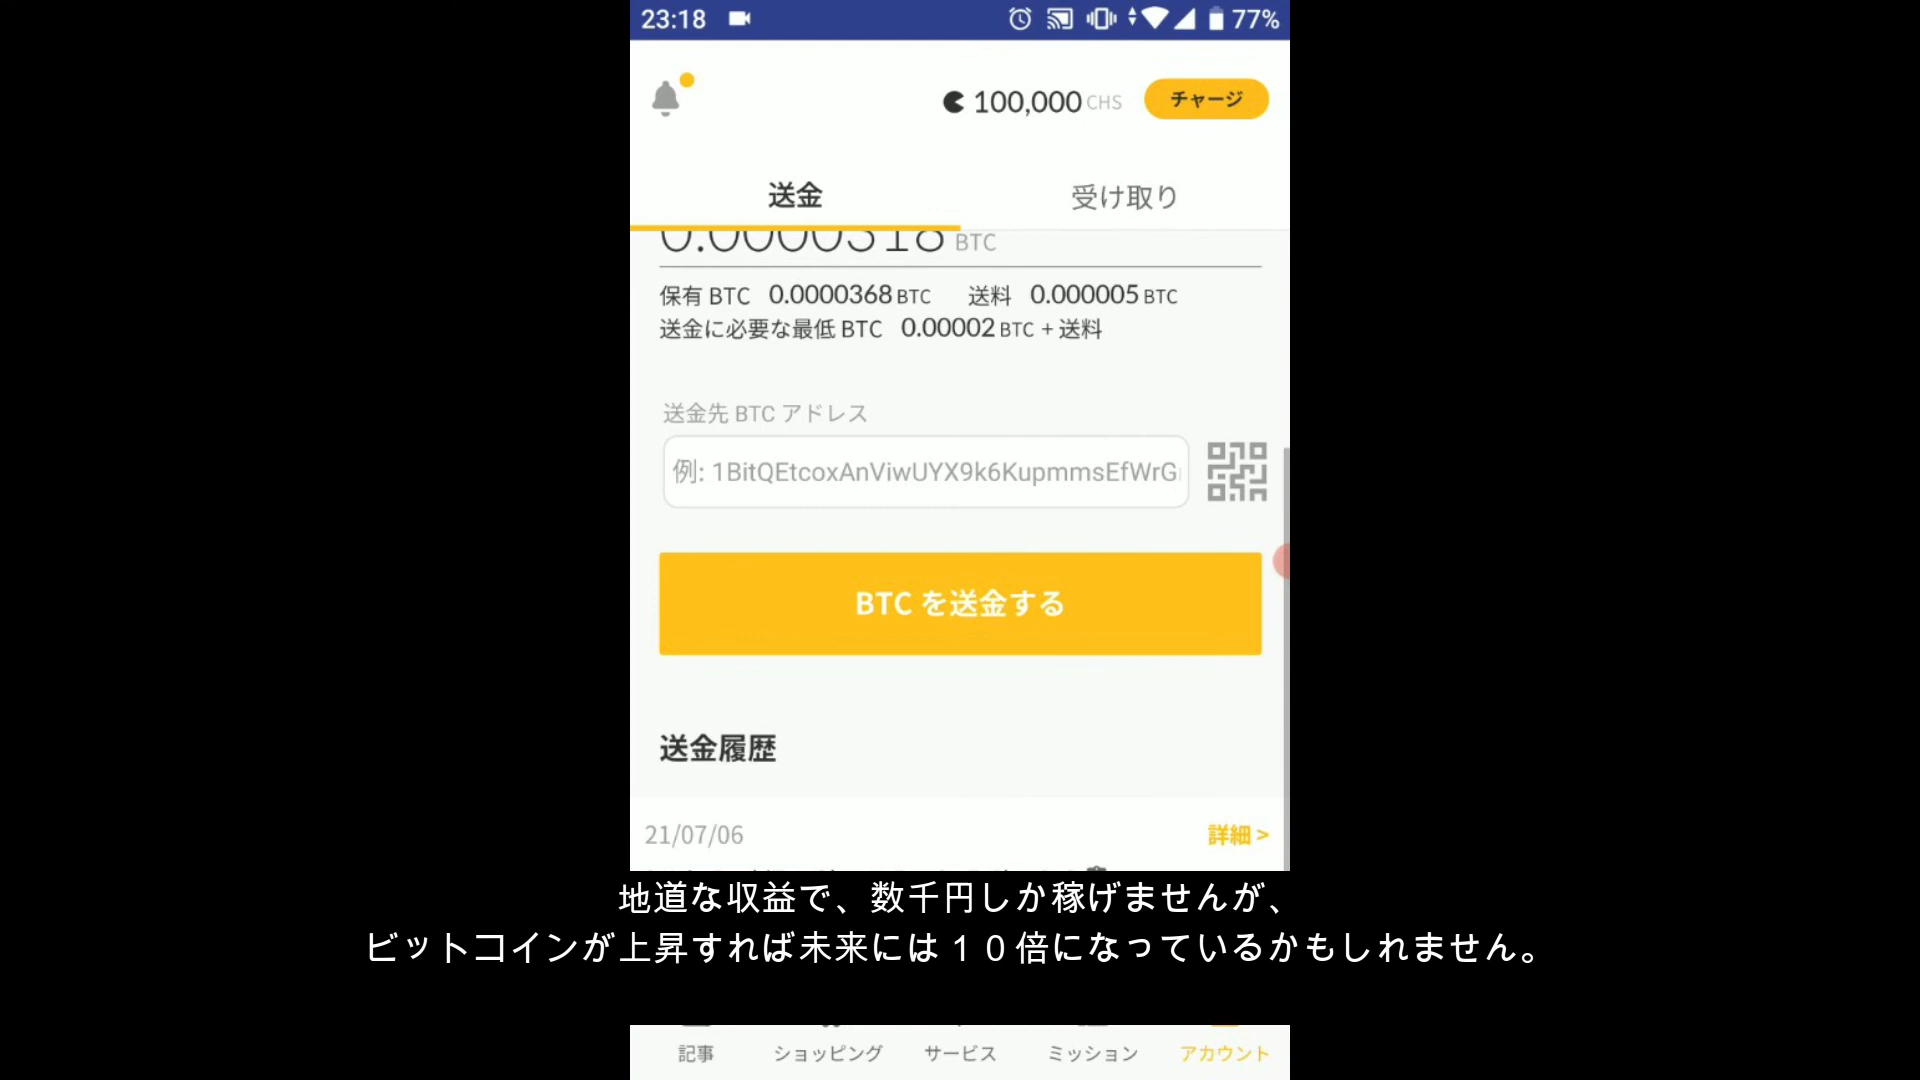 23:18 77%
100,000 CHS チャージ
送金 受け取り
0.0000318 BTC
保有 BTC 0.0000368 BTC 送料 0.000005 BTC
送金に必要な最低 BTC 0.00002 BTC + 送料
送金先 BTC アドレス
例: 1BitQEtcoxAnViwUYX9k6KupmmsEfWrG
BTC を送金する
送金履歴
21/07/06 詳細 >
地道な収益で、数千円しか稼げませんが、
ビットコインが上昇すれば未来には１０倍になっているかもしれません。
記事 ショッピング サービス ミッション アカウント